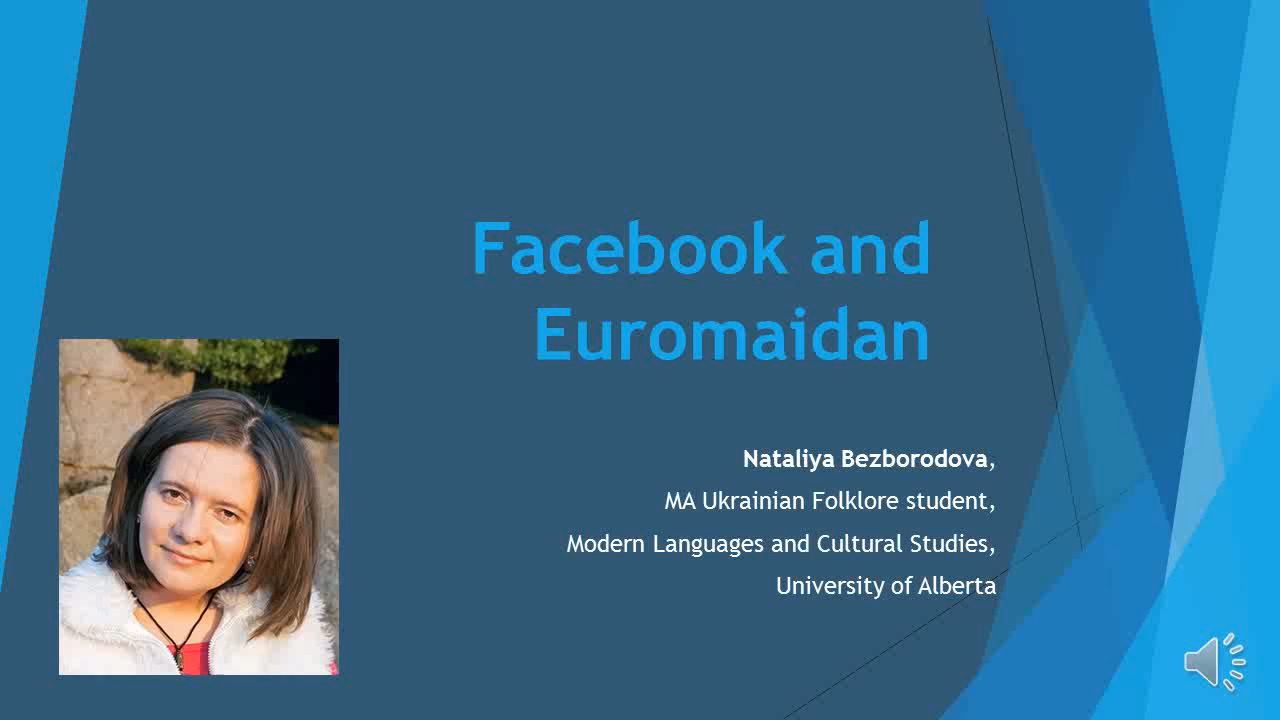 Facebook and
Euromaidan
Nataliya Bezborodova,
MA Ukrainian Folklore student,
Modern Languages and Cultural Studies,
University of Alberta